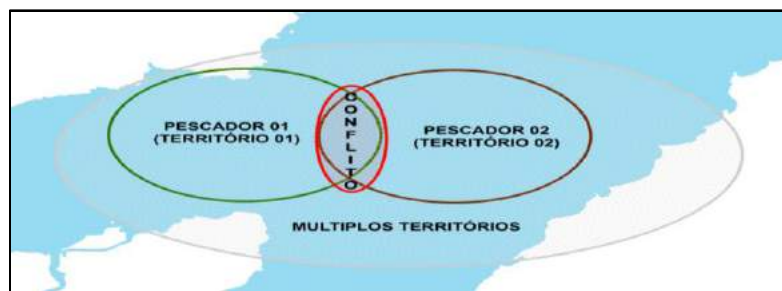 PESCADOR 01
(TERRITÓRIO 01)
CONFLITO
PESCADOR 02
(TERRITÓRIO 02)
MULTIPLOS TERRITÓRIOS